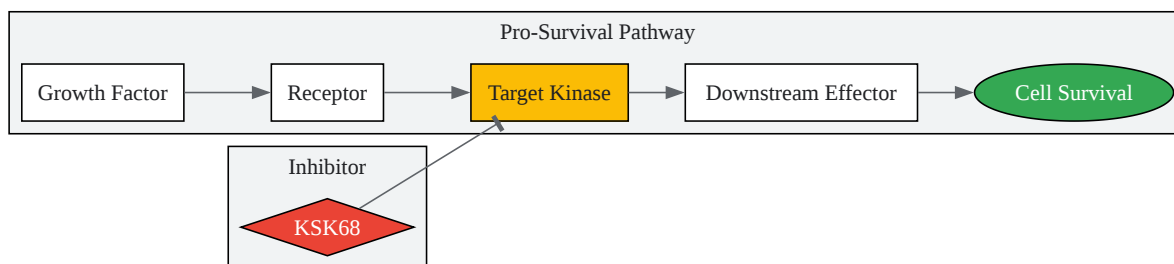 Pro-Survival Pathway
Growth Factor
Receptor
Target Kinase
Downstream Effector
Cell Survival
Inhibitor
KSK68